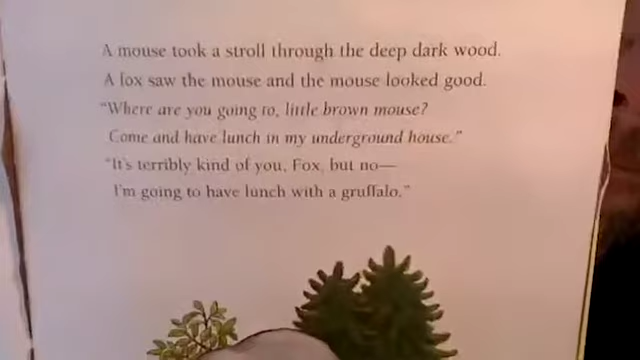 A mouse took a stroll through the deep dark wood.
A fox saw the mouse and the mouse looked good.
“Where are you going to, little brown mouse?
Come and have lunch in my underground house.”
“It's terribly kind of you, Fox, but no—
I'm going to have lunch with a gruffalo.”